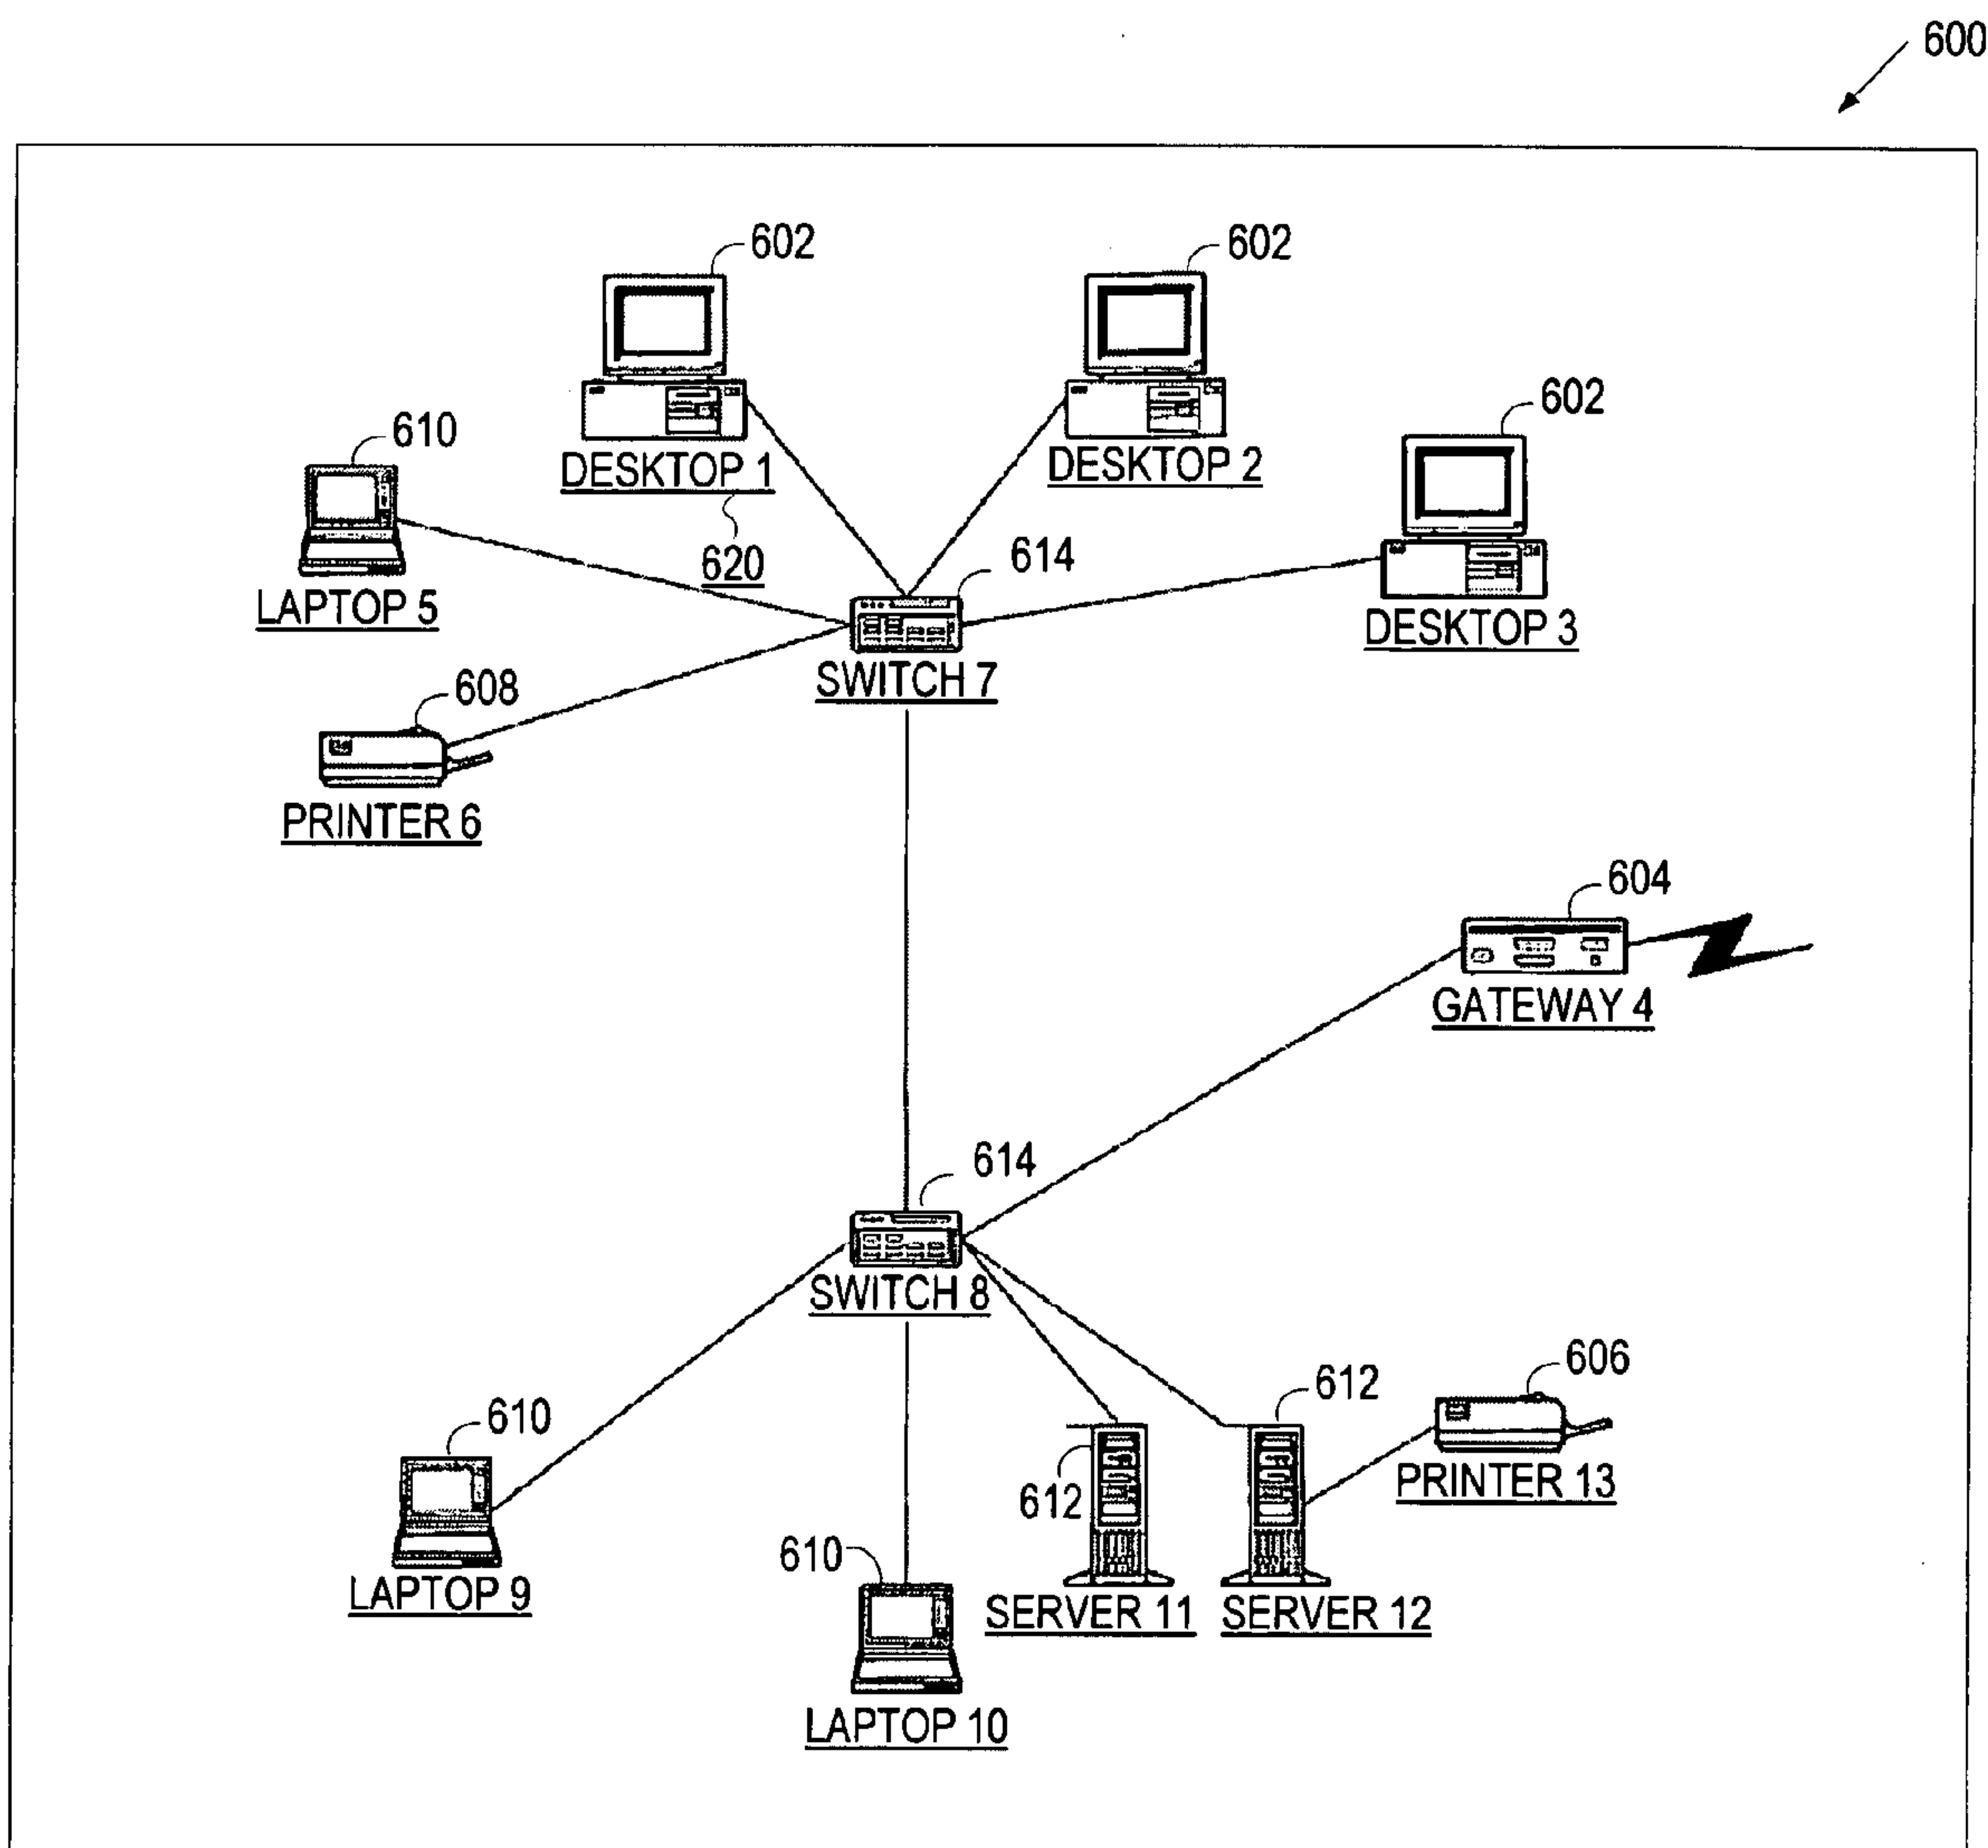 600
602
602
602
610
DESKTOP 1
DESKTOP 2
620
614
LAPTOP 5
DESKTOP 3
SWITCH 7
608
PRINTER 6
604
GATEWAY 4
614
SWITCH 8
606
612
610
612
PRINTER 13
610
LAPTOP 9
SERVER 11
SERVER 12
LAPTOP 10